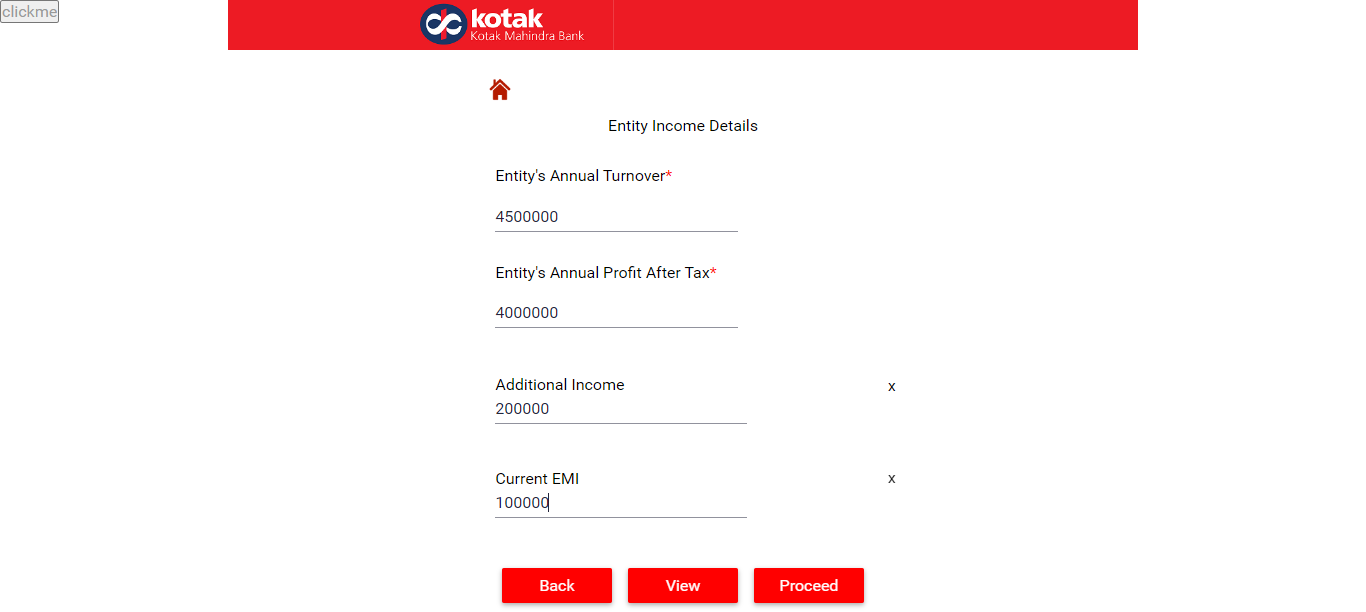 clickme
kotak
Kotak Mahindra Bank
Entity Income Details
Entity's Annual Turnover*
4500000
Entity's Annual Profit After Tax*
4000000
Additional Income x
200000
Current EMI x
100000
Back View Proceed